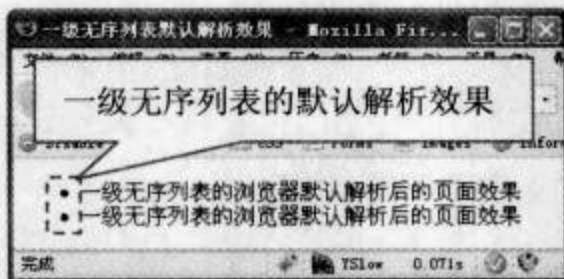 一级无序列表默认解析效果 - Mozilla Fir...
一级无序列表的默认解析效果
一级无序列表的浏览器默认解析后的页面效果
一级无序列表的浏览器默认解析后的页面效果
完成 YSlow 0.071s